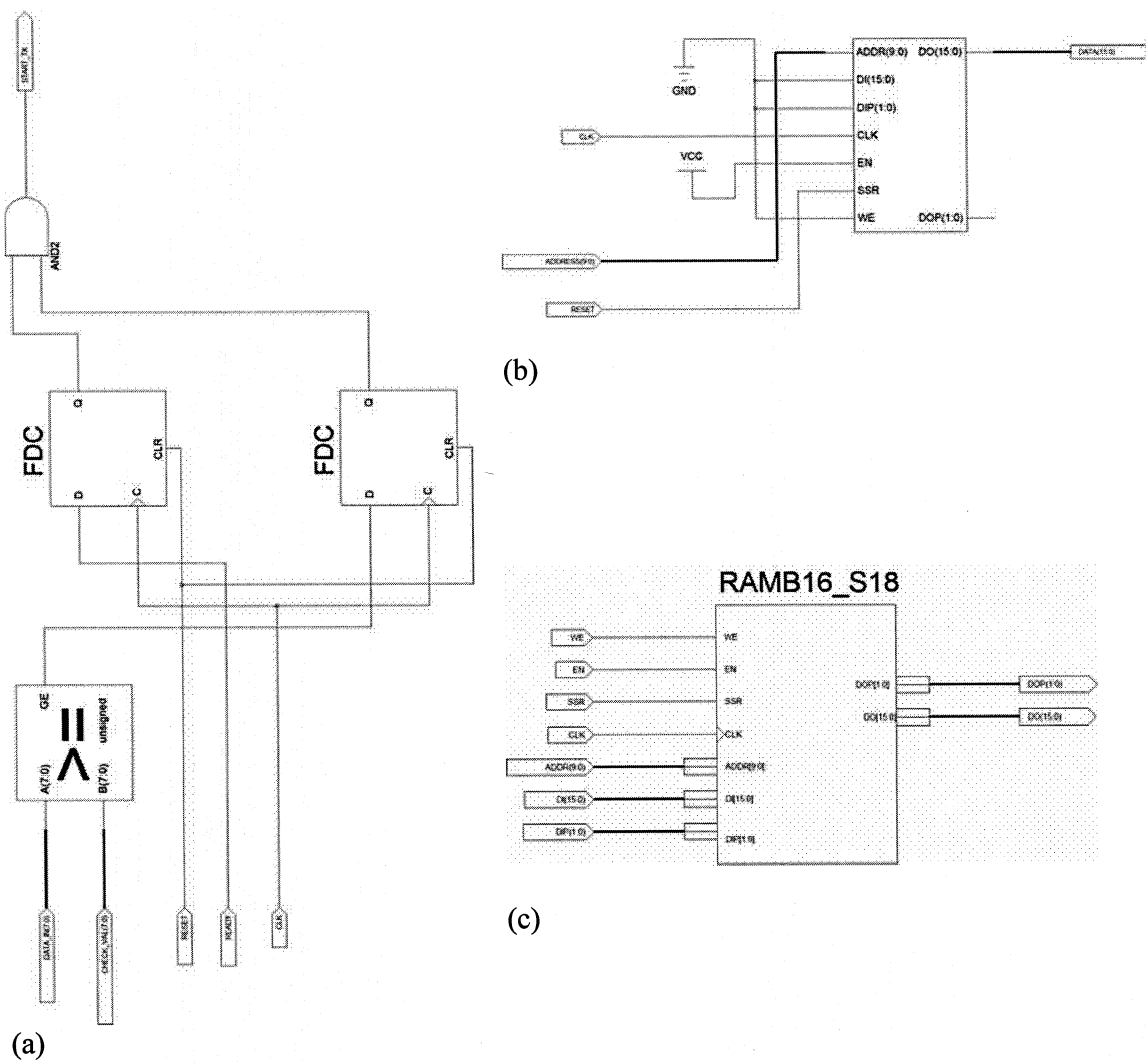 START_TX
AND2
FDC
Q
CLR
D
C
FDC
Q
CLR
D
C
GE
>=
unsigned
A(7:0)
B(7:0)
DATA_IN(7:0)
CHECK_VAL(7:0)
RESET
READY
CLK
(a)
ADDR(9:0) DO(15:0) DATA(15:0)
GND
DI(15:0)
DIP(1:0)
CLK CLK
VCC
EN
SSR
WE DOP(1:0)
ADDRESS(9:0)
RESET
(b)
RAMB16_S18
WE WE
EN EN
DOP[1:0] DOP(1:0)
SSR SSR
DO[15:0] DO(15:0)
CLK CLK
ADDR(9:0) ADDR[9:0]
DI(15:0) DI[15:0]
DIP(1:0) DIP[1:0]
(c)